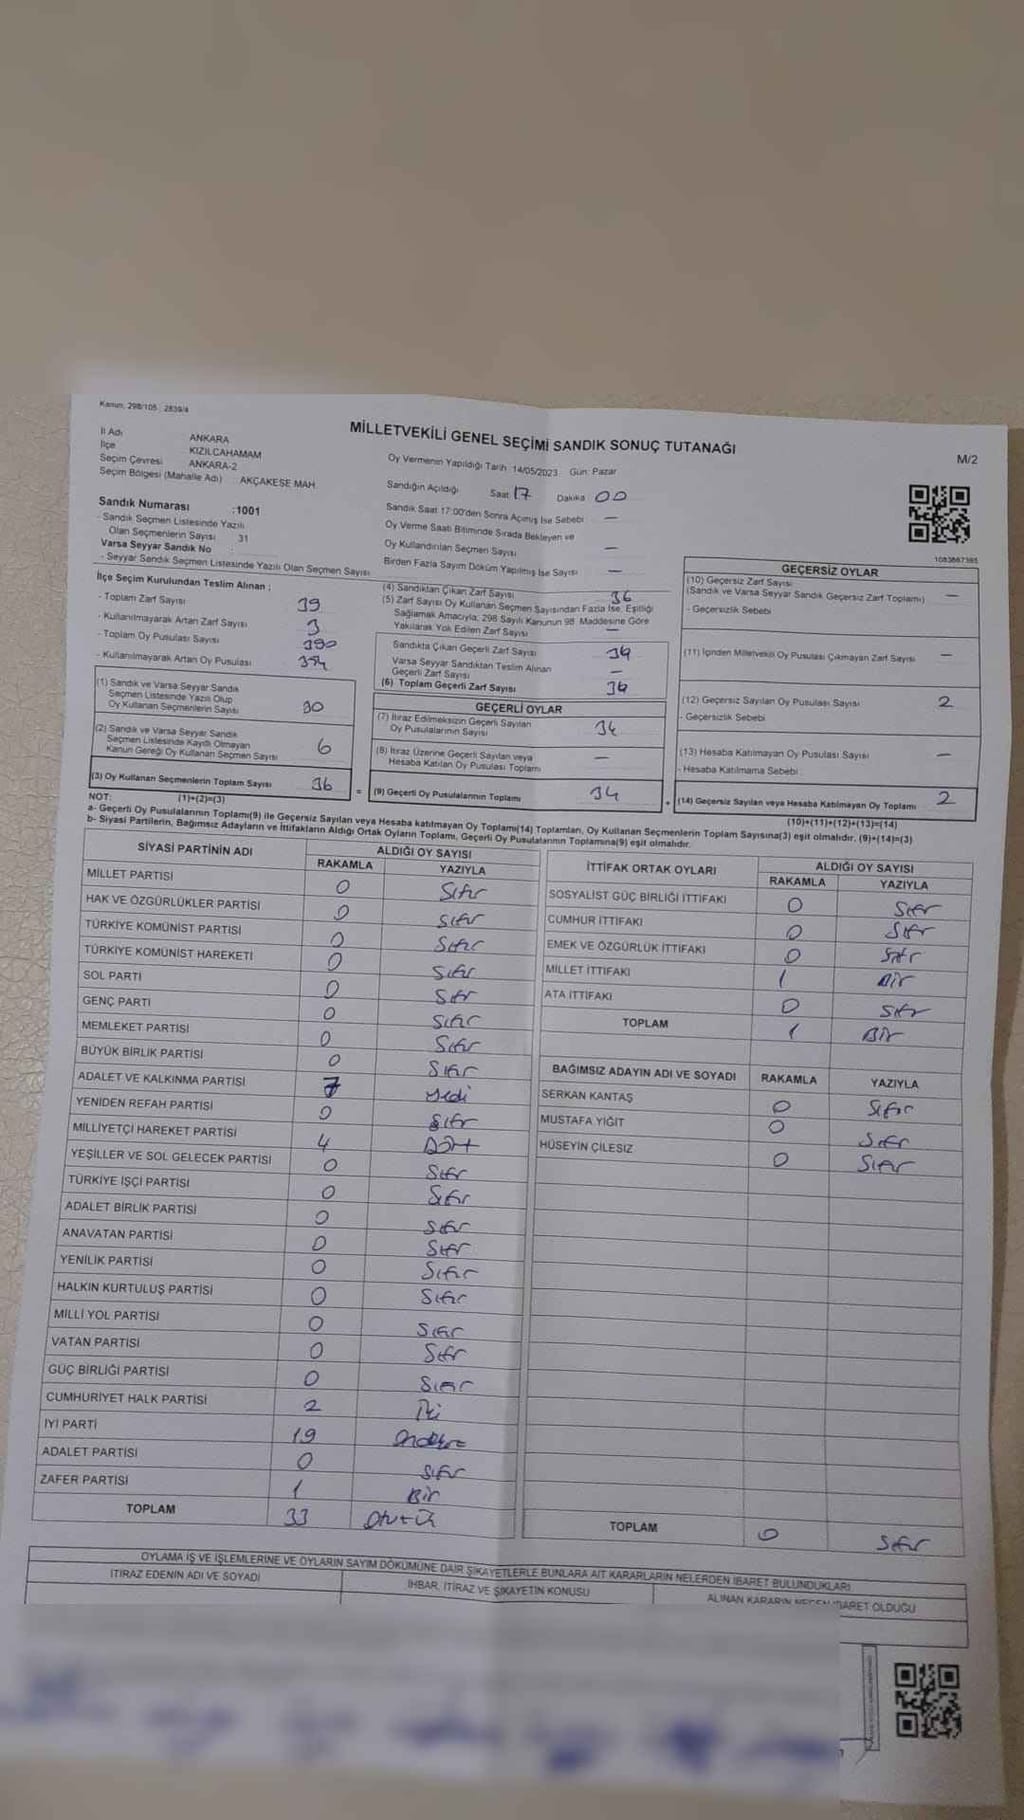 Kanun: 298/105 , 2839/4
MİLLETVEKİLİ GENEL SEÇİMİ SANDIK SONUÇ TUTANAĞI
M/2
İl Adı ANKARA
İlçe KIZILCAHAMAM
Seçim Çevresi ANKARA-2
Seçim Bölgesi (Mahalle Adı) AKÇAKESE MAH.
Oy Vermenin Yapıldığı Tarih: 14/05/2023 Gün: Pazar
Sandığın Açıldığı Saat 17 Dakika 00
Sandık Saat 17:00'den Sonra Açımış İse Sebebi —
Oy Verme Saati Bitiminde Sırada Bekleyen ve
Oy Kullandırılan Seçmen Sayısı —
Birden Fazla Sayım Döküm Yapılmış İse Sayısı —
Sandık Numarası :1001
- Sandık Seçmen Listesinde Yazılı
Olan Seçmenlerin Sayısı 31
Varsa Seyyar Sandık No :
- Seyyar Sandık Seçmen Listesinde Yazılı Olan Seçmen Sayısı
1083667395
İlçe Seçim Kurulundan Teslim Alınan ;
- Toplam Zarf Sayısı 39
- Kullanılmayarak Artan Zarf Sayısı 3
- Toplam Oy Pusulası Sayısı 390
- Kullanılmayarak Artan Oy Pusulası 354
(1) Sandık ve Varsa Seyyar Sandık
Seçmen Listesinde Yazılı Olup
Oy Kullanan Seçmenlerin Sayısı 30
(2) Sandık ve Varsa Seyyar Sandık
Seçmen Listesinde Kayıtlı Olmayan
Kanun Gereği Oy Kullanan Seçmen Sayısı 6
(3) Oy Kullanan Seçmenlerin Toplam Sayısı 36
(4) Sandıktan Çıkan Zarf Sayısı 36
(5) Zarf Sayısı Oy Kullanan Seçmen Sayısından Fazla İse, Eşitliği
Sağlamak Amacıyla, 298 Sayılı Kanunun 98. Maddesine Göre
Yakılarak Yok Edilen Zarf Sayısı —
Sandıkta Çıkan Geçerli Zarf Sayısı 34
Varsa Seyyar Sandıktan Teslim Alınan
Geçerli Zarf Sayısı —
(6) Toplam Geçerli Zarf Sayısı 34
GEÇERLİ OYLAR
(7) İtiraz Edilmeksizin Geçerli Sayılan
Oy Pusulalarının Sayısı 34
(8) İtiraz Üzerine Geçerli Sayılan veya
Hesaba Katılan Oy Pusulası Toplamı —
= (9) Geçerli Oy Pusulalarının Toplamı 34
GEÇERSİZ OYLAR
(10) Geçersiz Zarf Sayısı
(Sandık ve Varsa Seyyar Sandık Geçersiz Zarf Toplamı) —
- Geçersizlik Sebebi
(11) İçinden Milletvekili Oy Pusulası Çıkmayan Zarf Sayısı —
(12) Geçersiz Sayılan Oy Pusulası Sayısı 2
- Geçersizlik Sebebi
(13) Hesaba Katılmayan Oy Pusulası Sayısı —
- Hesaba Katılmama Sebebi :
+ (14) Geçersiz Sayılan veya Hesaba Katılmayan Oy Toplamı 2
NOT: (1)+(2)=(3)
(10)+(11)+(12)+(13)=(14)
a- Geçerli Oy Pusulalarının Toplamı(9) ile Geçersiz Sayılan veya Hesaba katılmayan Oy Toplamı(14) Toplamları, Oy Kullanan Seçmenlerin Toplam Sayısına(3) eşit olmalıdır. (9)+(14)=(3)
b- Siyasi Partilerin, Bağımsız Adayların ve İttifakların Aldığı Ortak Oyların Toplamı, Geçerli Oy Pusulalarının Toplamına(9) eşit olmalıdır.
SİYASİ PARTİNİN ADI ALDIĞI OY SAYISI
RAKAMLA YAZIYLA
MİLLET PARTİSİ 0 Sıfır
HAK VE ÖZGÜRLÜKLER PARTİSİ 0 Sıfır
TÜRKİYE KOMÜNİST PARTİSİ 0 Sıfır
TÜRKİYE KOMÜNİST HAREKETİ 0 Sıfır
SOL PARTİ 0 Sıfır
GENÇ PARTİ 0 Sıfır
MEMLEKET PARTİSİ 0 Sıfır
BÜYÜK BİRLİK PARTİSİ 0 Sıfır
ADALET VE KALKINMA PARTİSİ 7 yedi
YENİDEN REFAH PARTİSİ 0 Sıfır
MİLLİYETÇİ HAREKET PARTİSİ 4 Dört
YEŞİLLER VE SOL GELECEK PARTİSİ 0 Sıfır
TÜRKİYE İŞÇİ PARTİSİ 0 Sıfır
ADALET BİRLİK PARTİSİ 0 Sıfır
ANAVATAN PARTİSİ 0 Sıfır
YENİLİK PARTİSİ 0 Sıfır
HALKIN KURTULUŞ PARTİSİ 0 Sıfır
MİLLİ YOL PARTİSİ 0 Sıfır
VATAN PARTİSİ 0 Sıfır
GÜÇ BİRLİĞİ PARTİSİ 0 Sıfır
CUMHURİYET HALK PARTİSİ 2 İki
İYİ PARTİ 19 ondokuz
ADALET PARTİSİ 0 sıfır
ZAFER PARTİSİ 1 Bir
TOPLAM 33 Otuzüç
İTTİFAK ORTAK OYLARI ALDIĞI OY SAYISI
RAKAMLA YAZIYLA
SOSYALİST GÜÇ BİRLİĞİ İTTİFAKI 0 Sıfır
CUMHUR İTTİFAKI 0 Sıfır
EMEK VE ÖZGÜRLÜK İTTİFAKI 0 Sıfır
MİLLET İTTİFAKI 1 Bir
ATA İTTİFAKI 0 Sıfır
TOPLAM 1 Bir
BAĞIMSIZ ADAYIN ADI VE SOYADI RAKAMLA YAZIYLA
SERKAN KANTAŞ 0 Sıfır
MUSTAFA YİĞİT 0 Sıfır
HÜSEYİN ÇİLESİZ 0 Sıfır
TOPLAM 0 Sıfır
OYLAMA İŞ VE İŞLEMLERİNE VE OYLARIN SAYIM DÖKÜMÜNE DAİR ŞİKAYETLERLE BUNLARA AİT KARARLARIN NELERDEN İBARET BULUNDUKLARI
İTİRAZ EDENİN ADI VE SOYADI İHBAR, İTİRAZ VE ŞİKAYETİN KONUSU ALINAN KARARIN NEDEN İBARET OLDUĞU